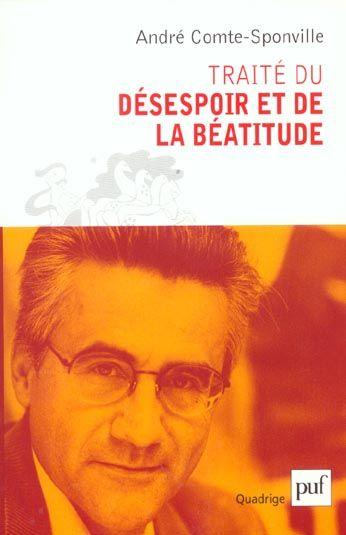 André Comte-Sponville
TRAITÉ DU
DÉSESPOIR ET DE
LA BÉATITUDE
Quadrige
puf